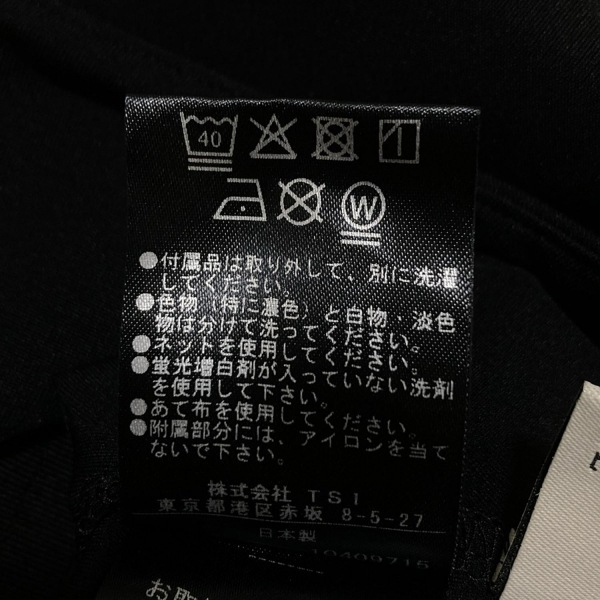 40
W
●付属品は取り外して、別に洗濯
してください。
●色物（特に濃色）と白物・淡色
物は分けて洗ってください。
●ネットを使用してください。
●蛍光増白剤が入っていない洗剤
を使用して下さい。
●あて布を使用してください。
●附属部分には、アイロンを当て
ないで下さい。
株式会社 TSI
東京都港区赤坂 8-5-27
日本製
10409715
お取